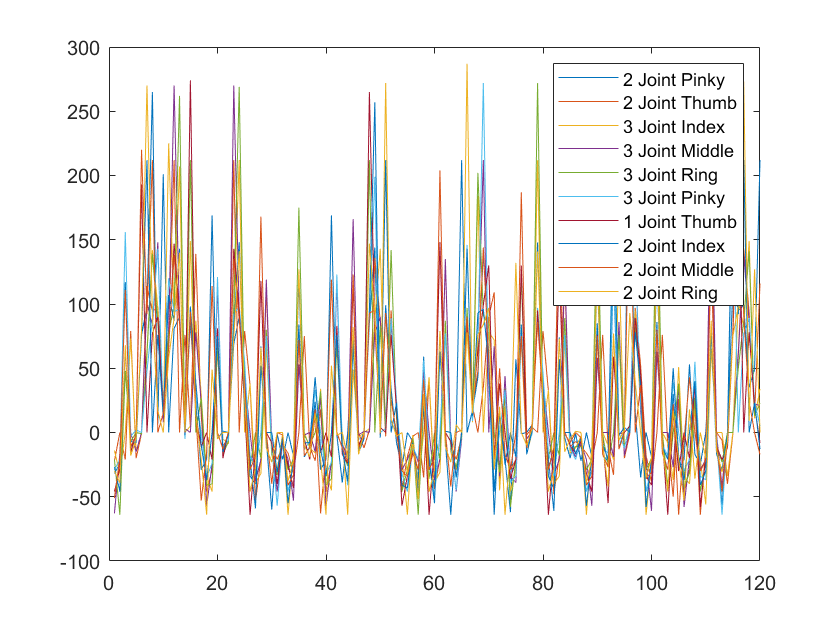 300
250
200
150
100
50
0
-50
-100
0 20 40 60 80 100 120
2 Joint Pinky
2 Joint Thumb
3 Joint Index
3 Joint Middle
3 Joint Ring
3 Joint Pinky
1 Joint Thumb
2 Joint Index
2 Joint Middle
2 Joint Ring